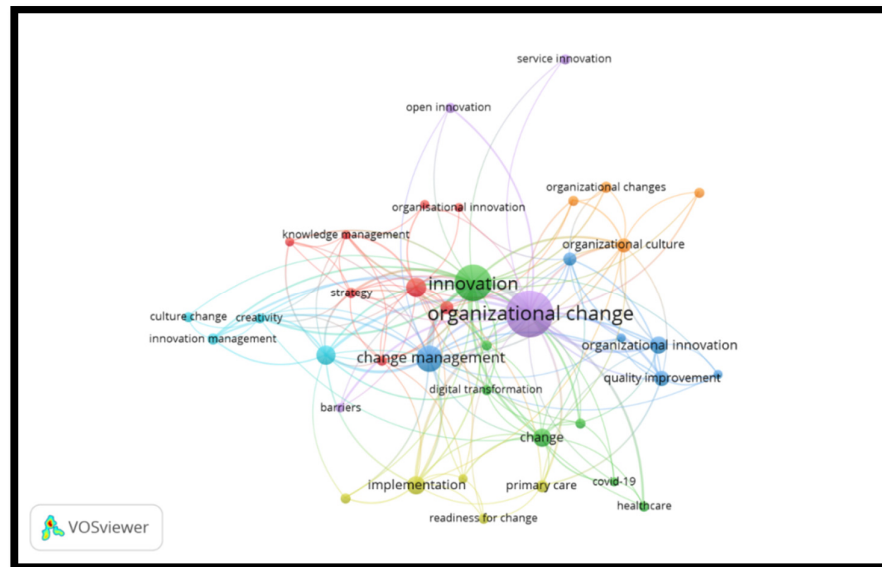 service innovation
open innovation
organizational changes
organisational innovation
knowledge management
organizational culture
innovation
strategy
organizational change
culture change
creativity
innovation management
organizational innovation
change management
quality improvement
digital transformation
barriers
change
implementation
primary care
covid-19
readiness for change
healthcare
VOSviewer